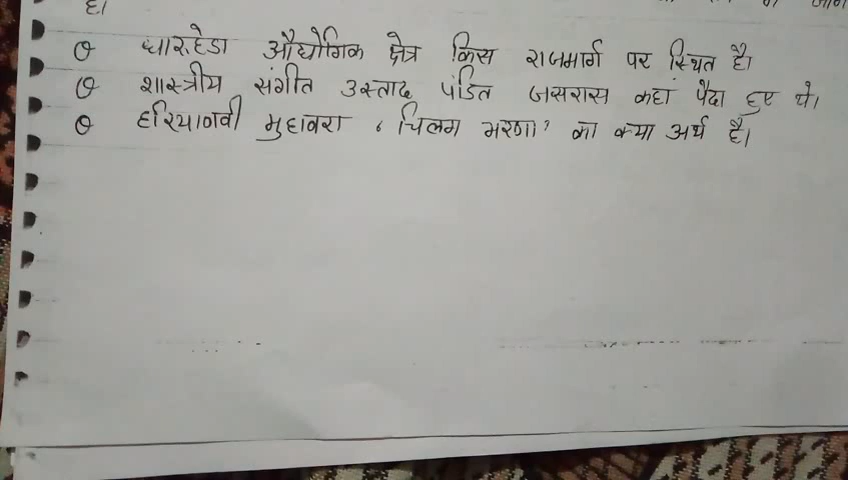 है।
θ धारुहेडा औद्योगिक क्षेत्र किस राजमार्ग पर स्थित है।
θ शास्त्रीय संगीत उस्ताद पंडित जसरास कहां पैदा हुए थे।
θ हरियाणवी मुहावरा ‘चिलम भरणा’ का क्या अर्थ है।